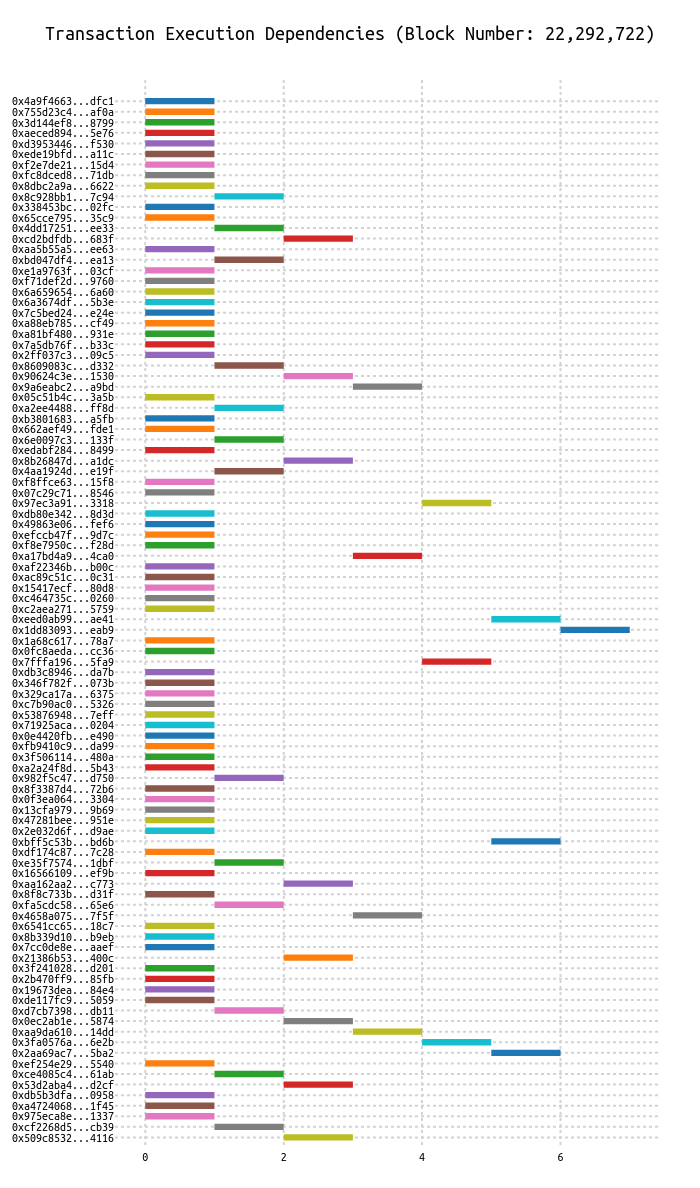 Transaction Execution Dependencies (Block Number: 22,292,722)
0x4a9f4663...dfc1
0x755d23c4...af0a
0x3d144ef8...8799
0xaeced894...5e76
0xd3953446...f530
0xede19bfd...a11c
0xf2e7de21...15d4
0xfc8dced8...71db
0x8dbc2a9a...6622
0x8c928bb1...7c94
0x338453bc...02fc
0x65cce795...35c9
0x4dd17251...ee33
0xcd2bdfdb...683f
0xaa5b55a5...ee63
0xbd047df4...ea13
0xe1a9763f...03cf
0xf71def2d...9760
0x6a659654...6a60
0x6a3674df...5b3e
0x7c5bed24...e24e
0xa88eb785...cf49
0xa81bf480...931e
0x7a5db76f...b33c
0x2ff037c3...09c5
0x8609083c...d332
0x90624c3e...1530
0x9a6eabc2...a9bd
0x05c51b4c...3a5b
0xa2ee4488...ff8d
0xb3801683...a5fb
0x662aef49...fde1
0x6e0097c3...133f
0xedabf284...8499
0x8b26847d...a1dc
0x4aa1924d...e19f
0xf8ffce63...15f8
0x07c29c71...8546
0x97ec3a91...3318
0xdb80e342...8d3d
0x49863e06...fef6
0xefccb47f...9d7c
0xf8e7950c...f28d
0xa17bd4a9...4ca0
0xaf22346b...b00c
0xac89c51c...0c31
0x15417ecf...80d8
0xc464735c...0260
0xc2aea271...5759
0xeed0ab99...ae41
0x1dd83093...eab9
0x1a68c617...78a7
0x0fc8aeda...cc36
0x7fffa196...5fa9
0xdb3c8946...da7b
0x346f782f...073b
0x329ca17a...6375
0xc7b90ac0...5326
0x53876948...7eff
0x71925aca...0204
0x0e4420fb...e490
0xfb9410c9...da99
0x3f506114...480a
0xa2a24f8d...5b43
0x982f5c47...d750
0x8f3387d4...72b6
0x0f3ea064...3304
0x13cfa979...9b69
0x47281bee...951e
0x2e032d6f...d9ae
0xbff5c53b...bd6b
0xdf174c87...7c28
0xe35f7574...1dbf
0x16566109...ef9b
0xaa162aa2...c773
0x8f8c733b...d31f
0xfa5cdc58...65e6
0x4658a075...7f5f
0x6541cc65...18c7
0x8b339d10...b9eb
0x7cc0de8e...aaef
0x21386b53...400c
0x3f241028...d201
0x2b470ff9...85fb
0x19673dea...84e4
0xde117fc9...5059
0xd7cb7398...db11
0x0ec2ab1e...5874
0xaa9da610...14dd
0x3fa0576a...6e2b
0x2aa69ac7...5ba2
0xef254e29...5540
0xce4085c4...61ab
0x53d2aba4...d2cf
0xdb5b3dfa...0958
0xa4724068...1f45
0x975eca8e...1337
0xcf2268d5...cb39
0x509c8532...4116
0 2 4 6